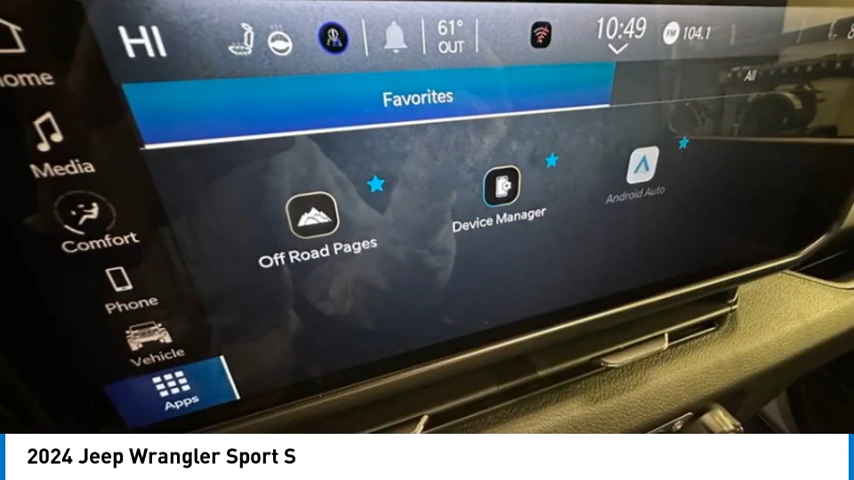 HI
61°
OUT
10:49
FM 104.1
Home
Favorites
All
Media
Comfort
Off Road Pages
Device Manager
Android Auto
Phone
Vehicle
Apps
2024 Jeep Wrangler Sport S